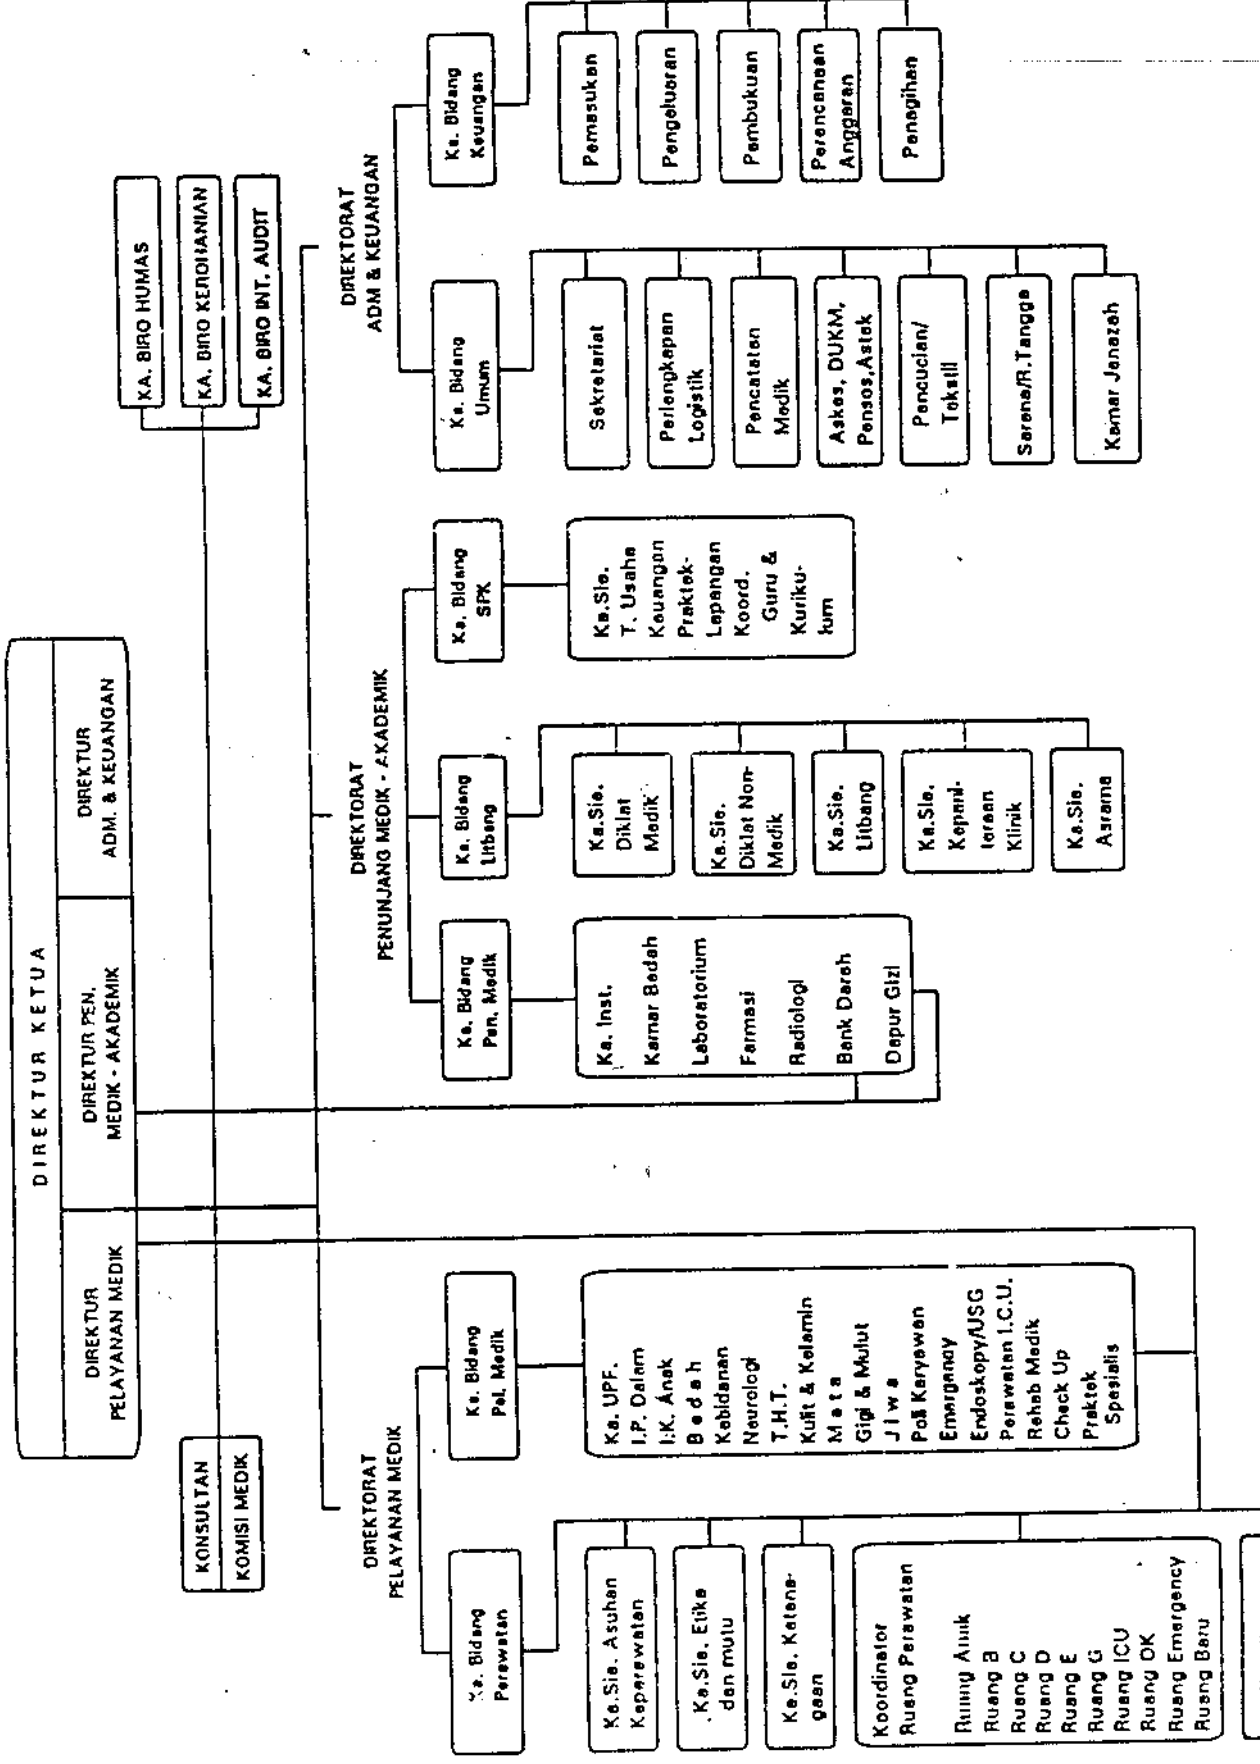 DIREKTUR KETUA
DIREKTUR
PELAYANAN MEDIK
DIREKTUR PEN.
MEDIK - AKADEMIK
DIREKTUR
ADM. & KEUANGAN
KONSULTAN
KOMISI MEDIK
KA. BIRO HUMAS
KA. BIRO KEROHANIAN
KA. BIRO INT. AUDIT
DIREKTORAT
PELAYANAN MEDIK
Ka. Bidang
Perawatan
Ka.Sie. Asuhan
Keperawatan
Ka.Sie. Etika
dan mutu
Ka.Sie. Ketena-
gaan
Koordinator
Ruang Perawatan
Ruang Anak
Ruang B
Ruang C
Ruang D
Ruang E
Ruang G
Ruang ICU
Ruang OK
Ruang Emergency
Ruang Baru
Ka. Bidang
Pel. Medik
Ka. UPF.
I.P. Dalam
I.K. Anak
Bedah
Kebidanan
Neurologi
T.H.T.
Kulit & Kelamin
Mata
Gigi & Mulut
Jiwa
Poli Karyawan
Emergency
Endoskopy/USG
Perawatan I.C.U.
Rehab Medik
Check Up
Praktek
Spesialis
DIREKTORAT
PENUNJANG MEDIK - AKADEMIK
Ka. Bidang
Pen. Medik
Ka. Inst.
Kamar Bedah
Laboratorium
Farmasi
Radiologi
Bank Darah
Dapur Gizi
Ka. Bidang
Litbang
Ka.Sie.
Diklat
Medik
Ka.Sie.
Diklat Non-
Medik
Ka.Sie.
Litbang
Ka.Sie.
Kepani-
teraan
Klinik
Ka.Sie.
Asrama
Ka. Bidang
SPK
Ka.Sie.
T. Usaha
Keuangan
Praktek-
Lapangan
Koord.
Guru &
Kuriku-
lum
DIREKTORAT
ADM & KEUANGAN
Ka. Bidang
Umum
Sekretariat
Perlengkapan
Logistik
Pencatatan
Medik
Askes, DUKM,
Pensos, Astek
Pencucian/
Tekstil
Sarana/R.Tangga
Kamar Jenazah
Ka. Bidang
Keuangan
Pemasukan
Pengeluaran
Pembukuan
Perencanaan
Anggaran
Penagihan